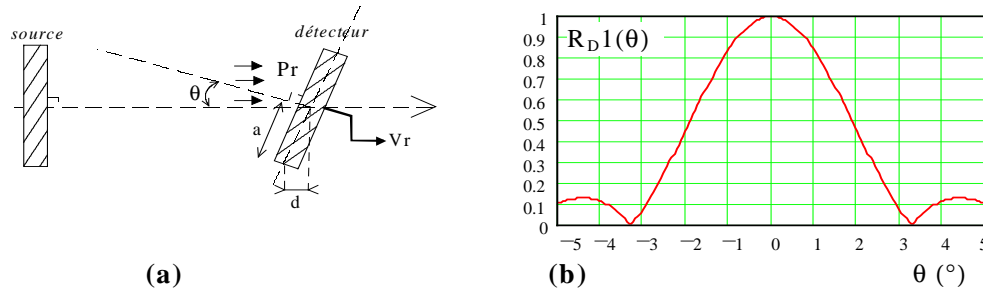 source
détecteur
Pr
θ
a
Vr
d
(a)
R_D1(θ)
1
0.9
0.8
0.7
0.6
0.5
0.4
0.3
0.2
0.1
0
−5 −4 −3 −2 −1 0 1 2 3 4 5
(b)
θ (°)